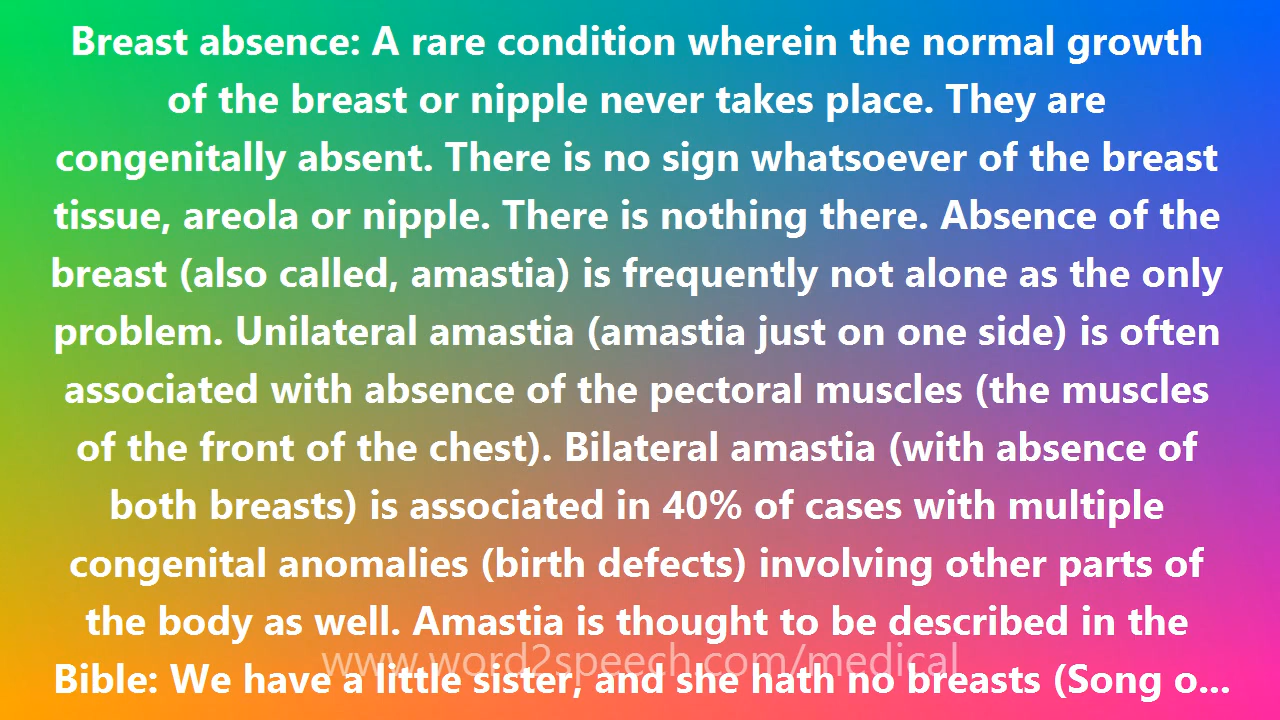 Breast absence: A rare condition wherein the normal growth
of the breast or nipple never takes place. They are
congenitally absent. There is no sign whatsoever of the breast
tissue, areola or nipple. There is nothing there. Absence of the
breast (also called, amastia) is frequently not alone as the only
problem. Unilateral amastia (amastia just on one side) is often
associated with absence of the pectoral muscles (the muscles
of the front of the chest). Bilateral amastia (with absence of
both breasts) is associated in 40% of cases with multiple
congenital anomalies (birth defects) involving other parts of
the body as well. Amastia is thought to be described in the
www.word2speech.com/medical
Bible: We have a little sister, and she hath no breasts (Song o...